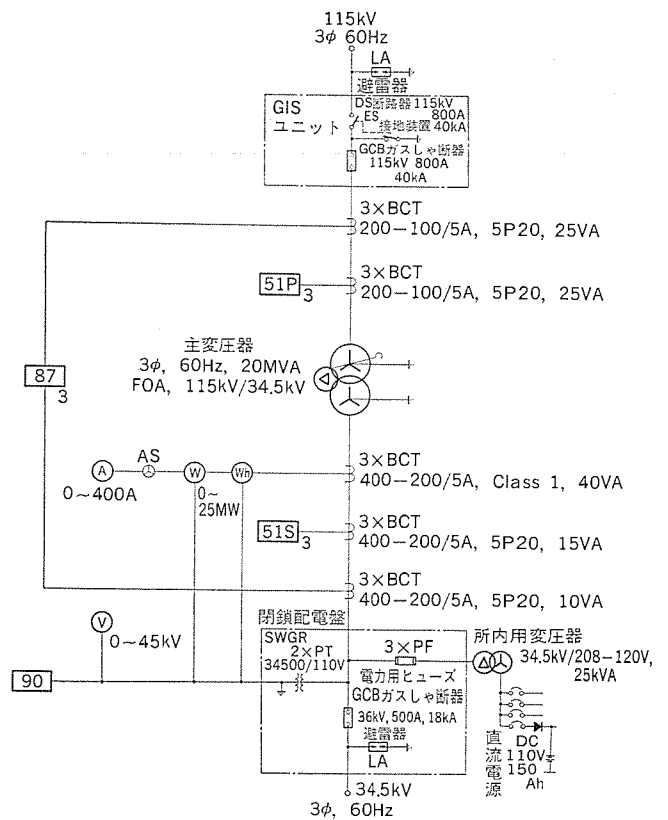 115kV
3φ 60Hz
LA
避雷器
GIS
ユニット
DS断路器 115kV
800A
ES
接地装置 40kA
GCBガスしゃ断器
115kV 800A
40kA
3×BCT
200−100/5A, 5P20, 25VA
3×BCT
200−100/5A, 5P20, 25VA
51P
3
主変圧器
3φ, 60Hz, 20MVA
FOA, 115kV/34.5kV
87
3
AS
A
W
Wh
0~400A
0~
25MW
3×BCT
400−200/5A, Class 1, 40VA
3×BCT
400−200/5A, 5P20, 15VA
51S
3
3×BCT
400−200/5A, 5P20, 10VA
閉鎖配電盤
SWGR
2×PT
34500/110V
3×PF
電力用ヒューズ
GCBガスしゃ断器
36kV, 500A, 18kA
避雷器
LA
所内用変圧器
34.5kV/208−120V,
25kVA
V
0~45kV
90
直流電源
DC
110V
150
Ah
34.5kV
3φ, 60Hz